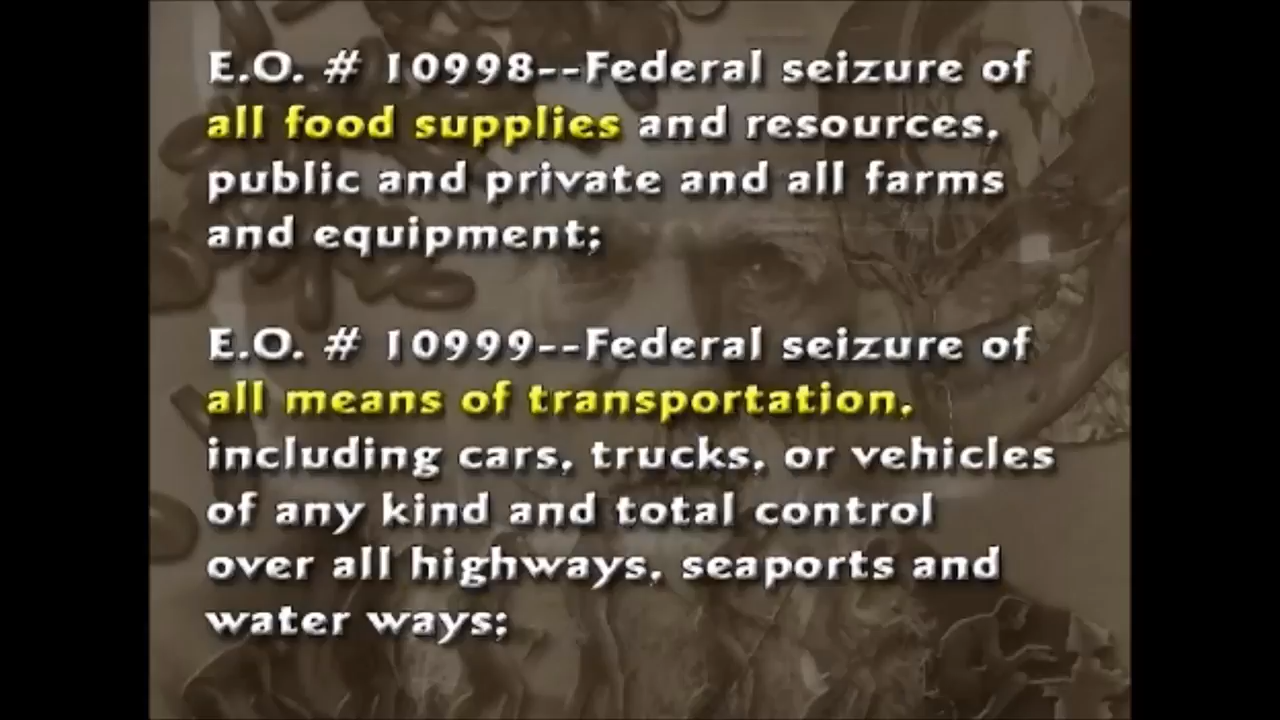 E.O. # 10998--Federal seizure of
all food supplies and resources,
public and private and all farms
and equipment;
E.O. # 10999--Federal seizure of
all means of transportation,
including cars, trucks, or vehicles
of any kind and total control
over all highways, seaports and
water ways;